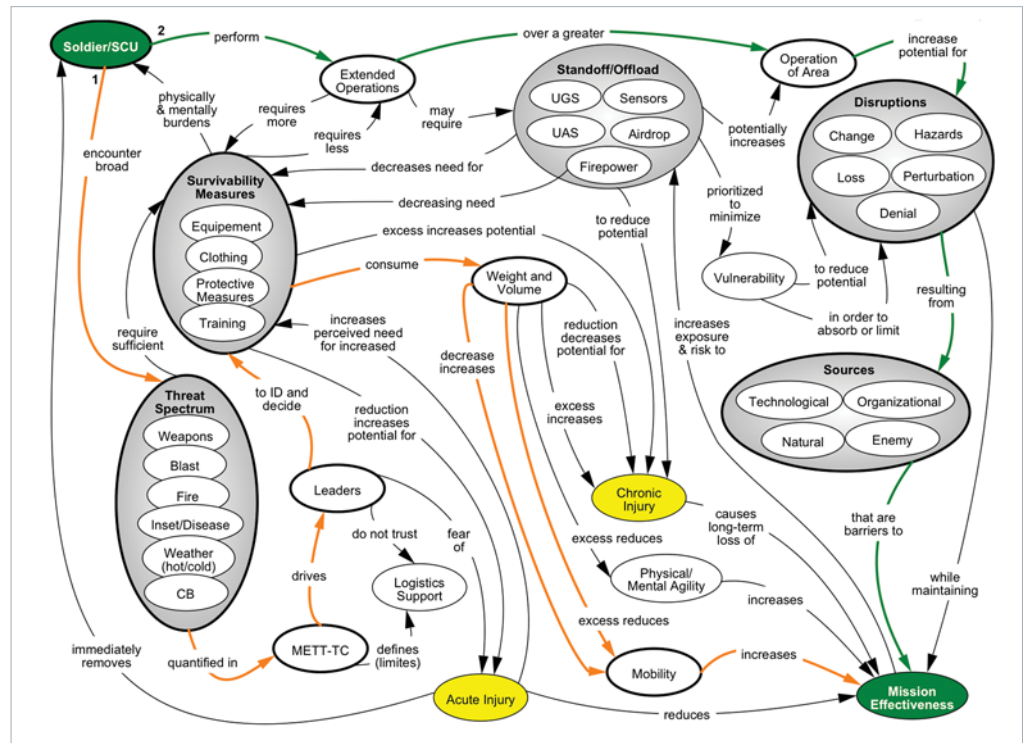 Soldier/SCU
2
1
perform
Extended
Operations
over a greater
Operation
of Area
increase
potential for
Standoff/Offload
UGS
Sensors
UAS
Airdrop
Firepower
Disruptions
Change
Hazards
Loss
Perturbation
Denial
physically
& mentally
burdens
requires
more
requires
less
may
require
potentially
increases
encounter
broad
decreases need for
decreasing need
prioritized
to
minimize
to reduce
potential
Survivability
Measures
Equipement
Clothing
Protective
Measures
Training
excess increases potential
consume
Weight and
Volume
Vulnerability
to reduce
potential
in order to
absorb or limit
resulting
from
require
sufficient
increases
perceived need
for increased
decrease
increases
reduction
decreases
potential for
increases
exposure
& risk to
Sources
Technological
Organizational
Natural
Enemy
Threat
Spectrum
Weapons
Blast
Fire
Inset/Disease
Weather
(hot/cold)
CB
to ID and
decide
reduction
increases
potential for
excess
increases
Leaders
Chronic
Injury
do not trust
fear
of
causes
long-term
loss of
that are
barriers to
excess reduces
Logistics
Support
Physical/
Mental Agility
drives
increases
while
maintaining
excess reduces
immediately
removes
quantified in
METT-TC
defines
(limites)
Mobility
increases
Acute Injury
reduces
Mission
Effectiveness